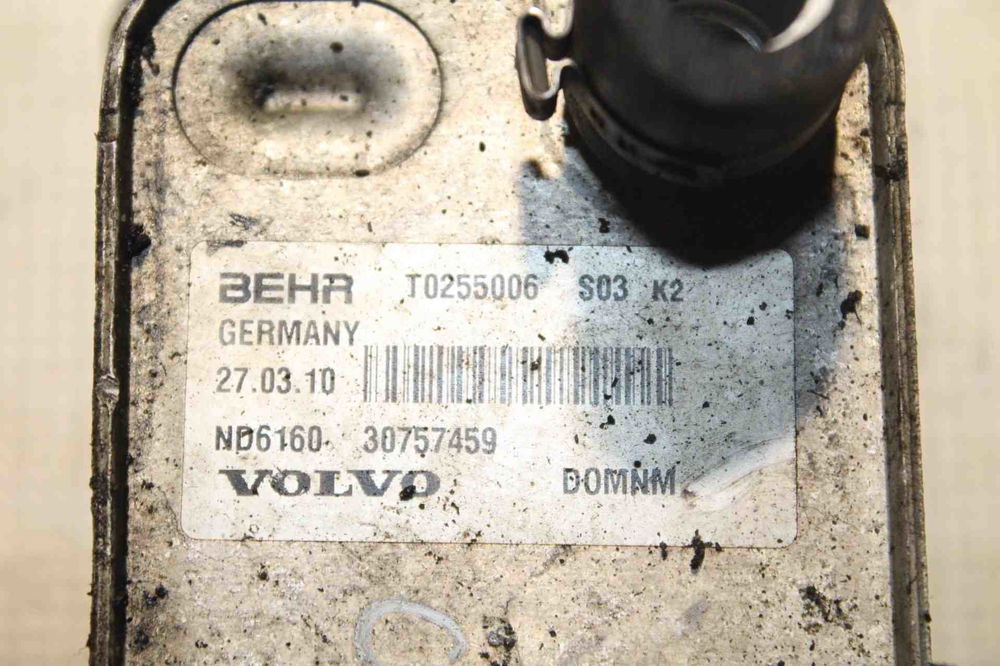 BEHR T0255006 S03 K2
GERMANY
27.03.10
ND6160 30757459
VOLVO DOMNM